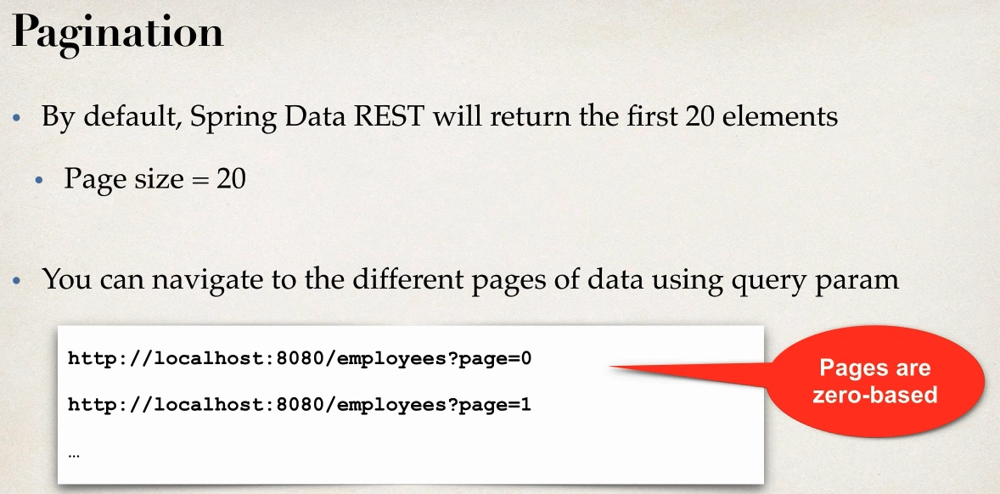 Pagination
• By default, Spring Data REST will return the first 20 elements
• Page size = 20
• You can navigate to the different pages of data using query param
http://localhost:8080/employees?page=0
http://localhost:8080/employees?page=1
…
Pages are
zero-based